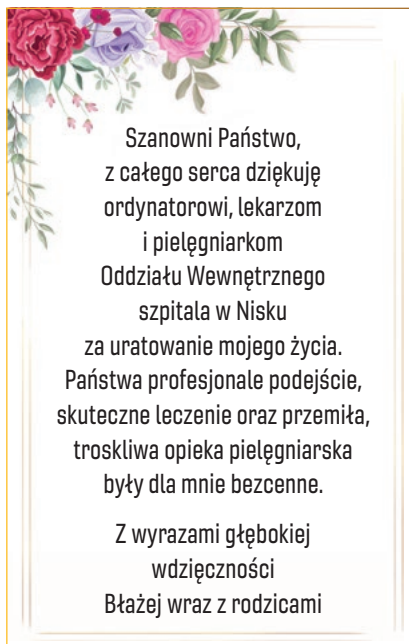 Szanowni Państwo,
z całego serca dziękuję
ordynatorowi, lekarzom
i pielęgniarkom
Oddziału Wewnętrznego
szpitala w Nisku
za uratowanie mojego życia.
Państwa profesjonale podejście,
skuteczne leczenie oraz przemiła,
troskliwa opieka pielęgniarska
były dla mnie bezcenne.
Z wyrazami głębokiej
wdzięczności
Błażej wraz z rodzicami